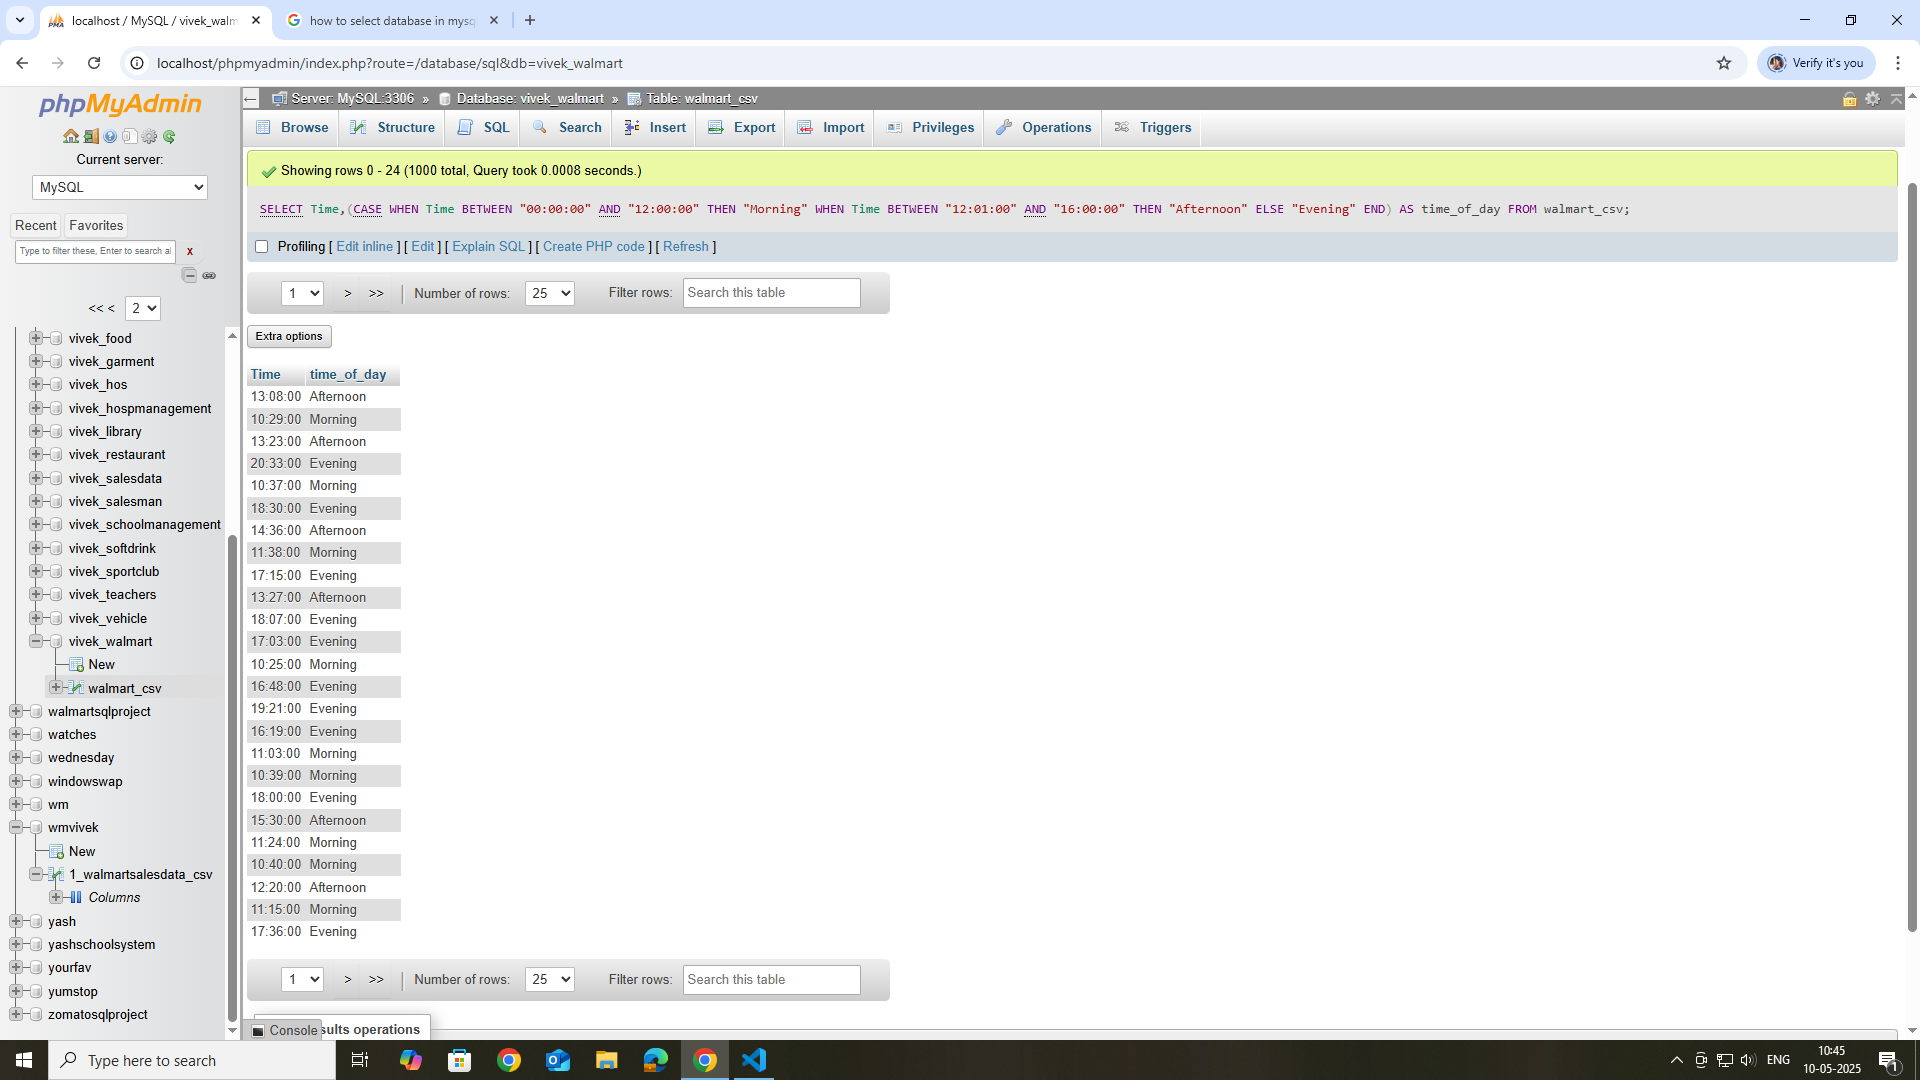 localhost / MySQL / vivek_walm
how to select database in mysq
localhost/phpmyadmin/index.php?route=/database/sql&db=vivek_walmart
Verify it's you
phpMyAdmin
Current server:
MySQL
Recent Favorites
Type to filter these, Enter to search al X
<< < 2
vivek_food
vivek_garment
vivek_hos
vivek_hospmanagement
vivek_library
vivek_restaurant
vivek_salesdata
vivek_salesman
vivek_schoolmanagement
vivek_softdrink
vivek_sportclub
vivek_teachers
vivek_vehicle
vivek_walmart
New
walmart_csv
walmartsqlproject
watches
wednesday
windowswap
wm
wmvivek
New
1_walmartsalesdata_csv
Columns
yash
yashschoolsystem
yourfav
yumstop
zomatosqlproject
Server: MySQL:3306 » Database: vivek_walmart » Table: walmart_csv
Browse Structure SQL Search Insert Export Import Privileges Operations Triggers
Showing rows 0 - 24 (1000 total, Query took 0.0008 seconds.)
SELECT Time,(CASE WHEN Time BETWEEN "00:00:00" AND "12:00:00" THEN "Morning" WHEN Time BETWEEN "12:01:00" AND "16:00:00" THEN "Afternoon" ELSE "Evening" END) AS time_of_day FROM walmart_csv;
Profiling [ Edit inline ] [ Edit ] [ Explain SQL ] [ Create PHP code ] [ Refresh ]
1 > >> Number of rows: 25 Filter rows: Search this table
Extra options
Time time_of_day
13:08:00 Afternoon
10:29:00 Morning
13:23:00 Afternoon
20:33:00 Evening
10:37:00 Morning
18:30:00 Evening
14:36:00 Afternoon
11:38:00 Morning
17:15:00 Evening
13:27:00 Afternoon
18:07:00 Evening
17:03:00 Evening
10:25:00 Morning
16:48:00 Evening
19:21:00 Evening
16:19:00 Evening
11:03:00 Morning
10:39:00 Morning
18:00:00 Evening
15:30:00 Afternoon
11:24:00 Morning
10:40:00 Morning
12:20:00 Afternoon
11:15:00 Morning
17:36:00 Evening
1 > >> Number of rows: 25 Filter rows: Search this table
Console sults operations
Type here to search
ENG
10:45
10-05-2025
1